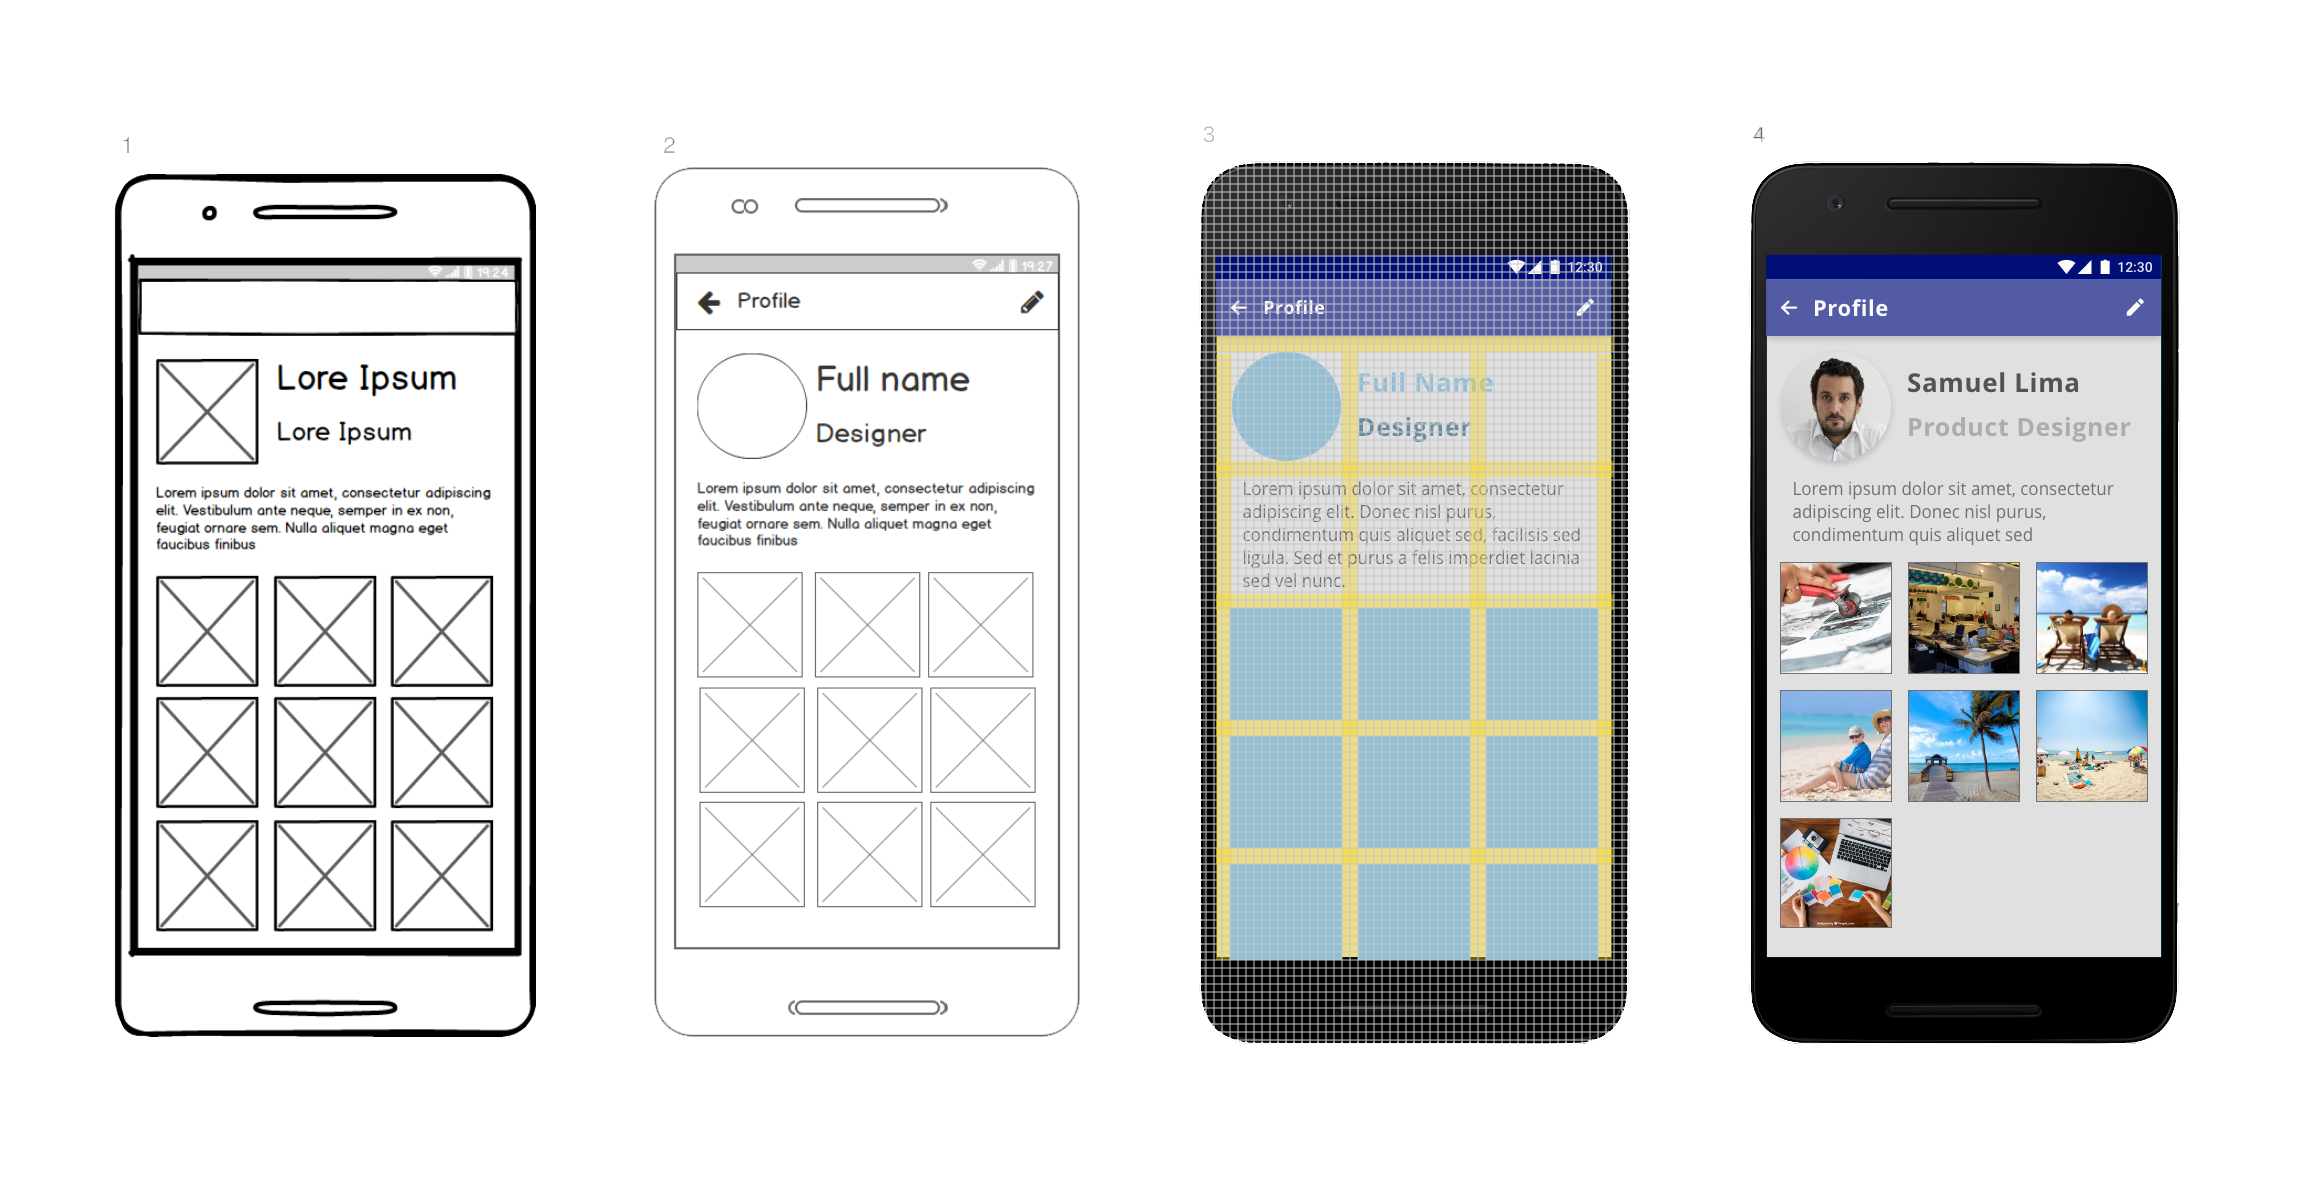 1
19:24
Lore Ipsum
Lore Ipsum
Lorem ipsum dolor sit amet, consectetur adipiscing
elit. Vestibulum ante neque, semper in ex non,
feugiat ornare sem. Nulla aliquet magna eget
faucibus finibus
2
19:27
Profile
Full name
Designer
Lorem ipsum dolor sit amet, consectetur adipiscing
elit. Vestibulum ante neque, semper in ex non,
feugiat ornare sem. Nulla aliquet magna eget
faucibus finibus
3
12:30
Profile
Full Name
Designer
Lorem ipsum dolor sit amet, consectetur
adipiscing elit. Donec nisl purus,
condimentum quis aliquet sed, facilisis sed
ligula. Sed et purus a felis imperdiet lacinia
sed vel nunc.
4
12:30
Profile
Samuel Lima
Product Designer
Lorem ipsum dolor sit amet, consectetur
adipiscing elit. Donec nisl purus,
condimentum quis aliquet sed